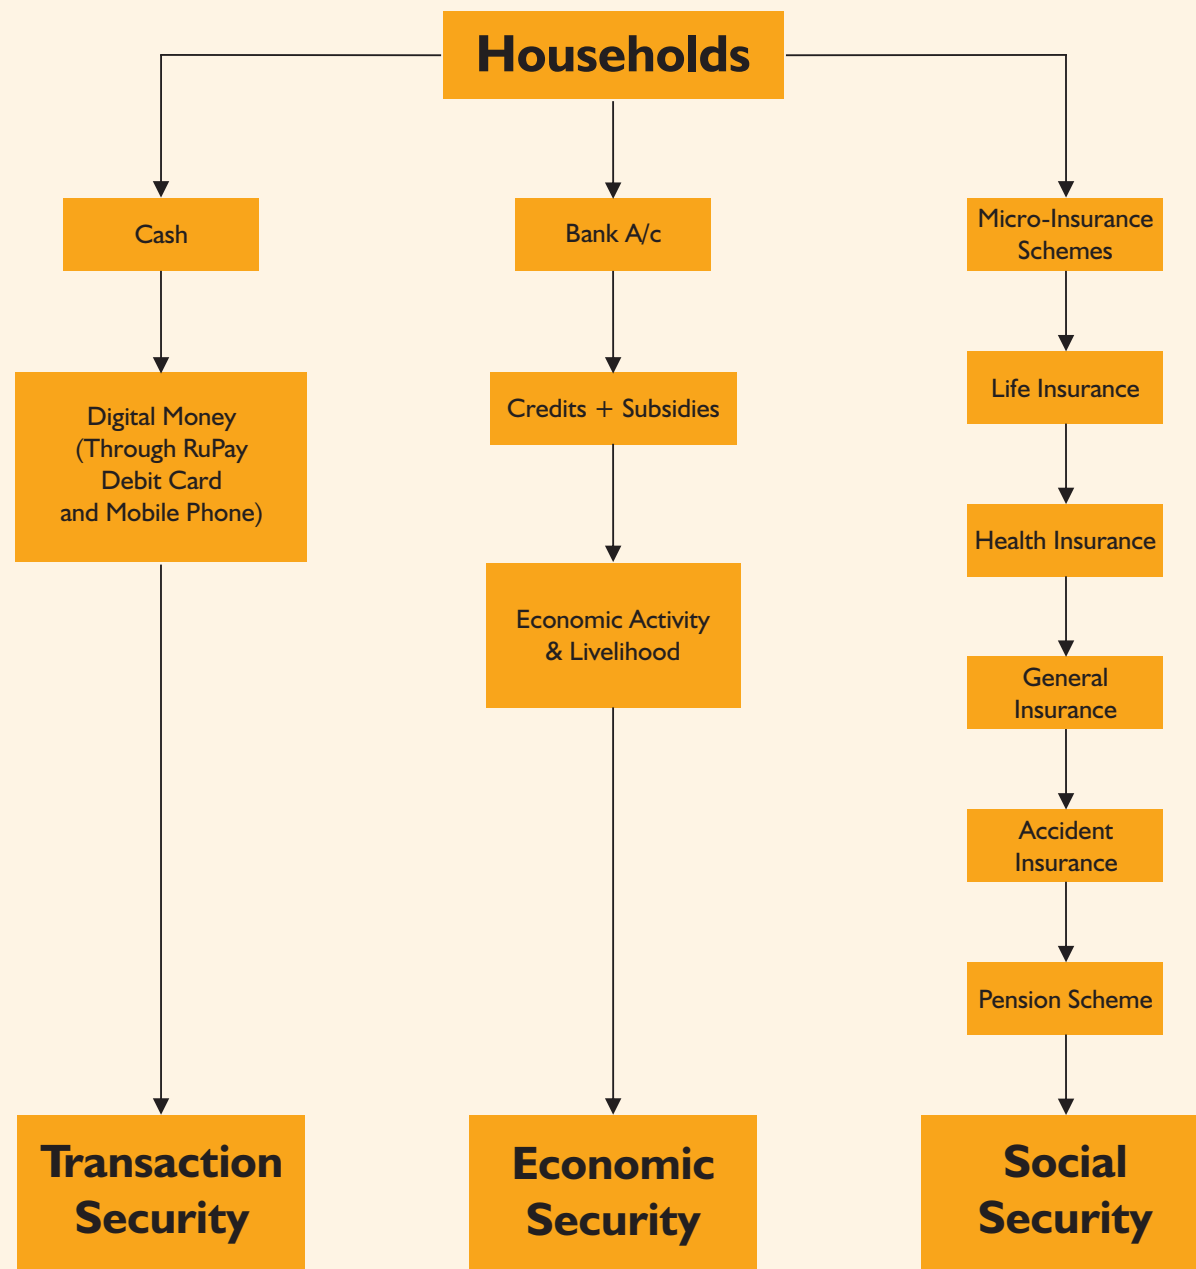 Households
Cash
Digital Money
(Through RuPay
Debit Card
and Mobile Phone)
Transaction
Security
Bank A/c
Credits + Subsidies
Economic Activity
& Livelihood
Economic
Security
Micro-Insurance
Schemes
Life Insurance
Health Insurance
General
Insurance
Accident
Insurance
Pension Scheme
Social
Security